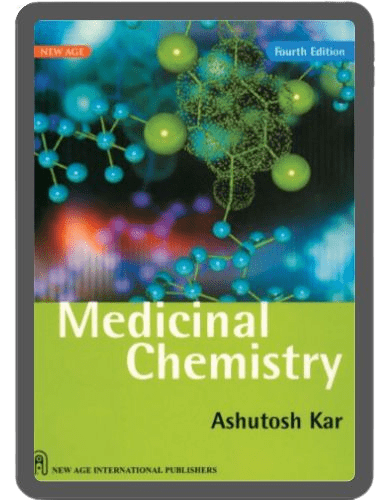 NEW AGE
Fourth Edition
Medicinal
Chemistry
Ashutosh Kar
NEW AGE INTERNATIONAL PUBLISHERS